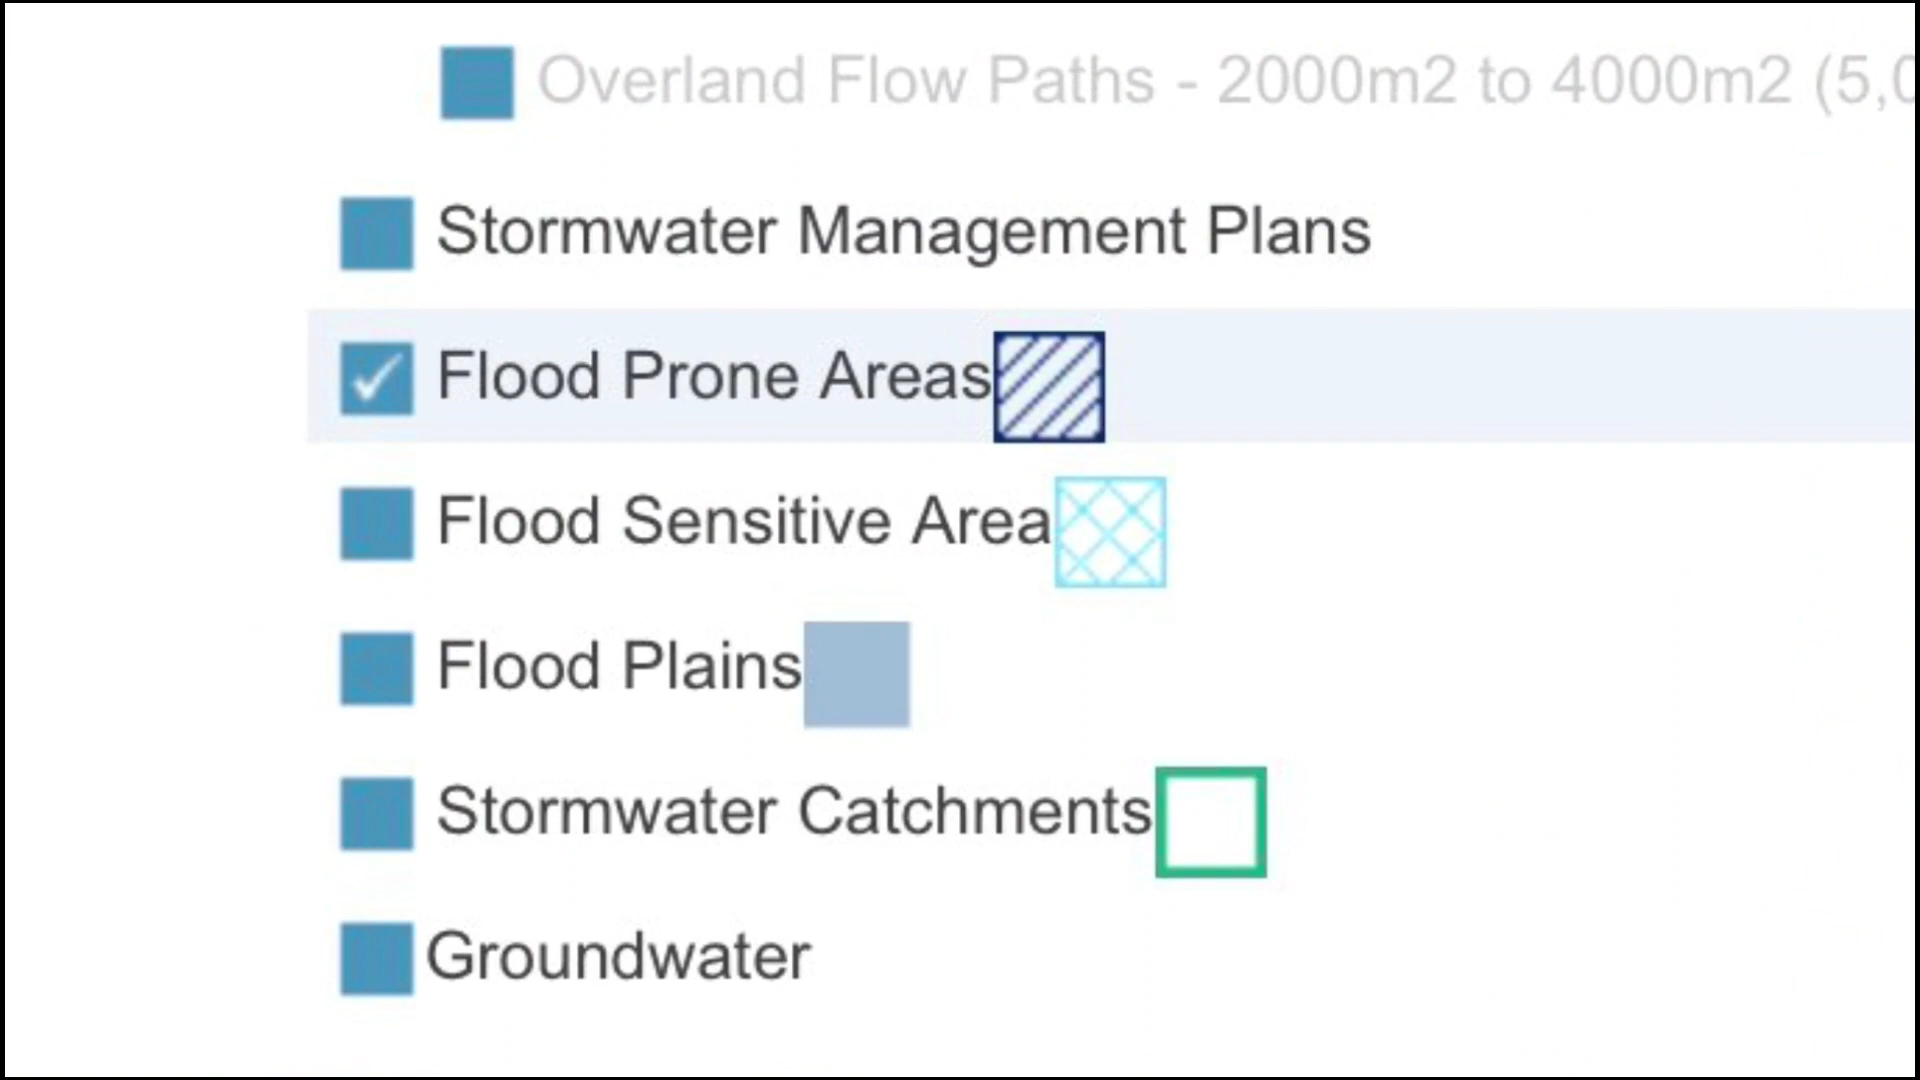 Overland Flow Paths - 2000m2 to 4000m2 (5,0
Stormwater Management Plans
Flood Prone Areas
Flood Sensitive Area
Flood Plains
Stormwater Catchments
Groundwater